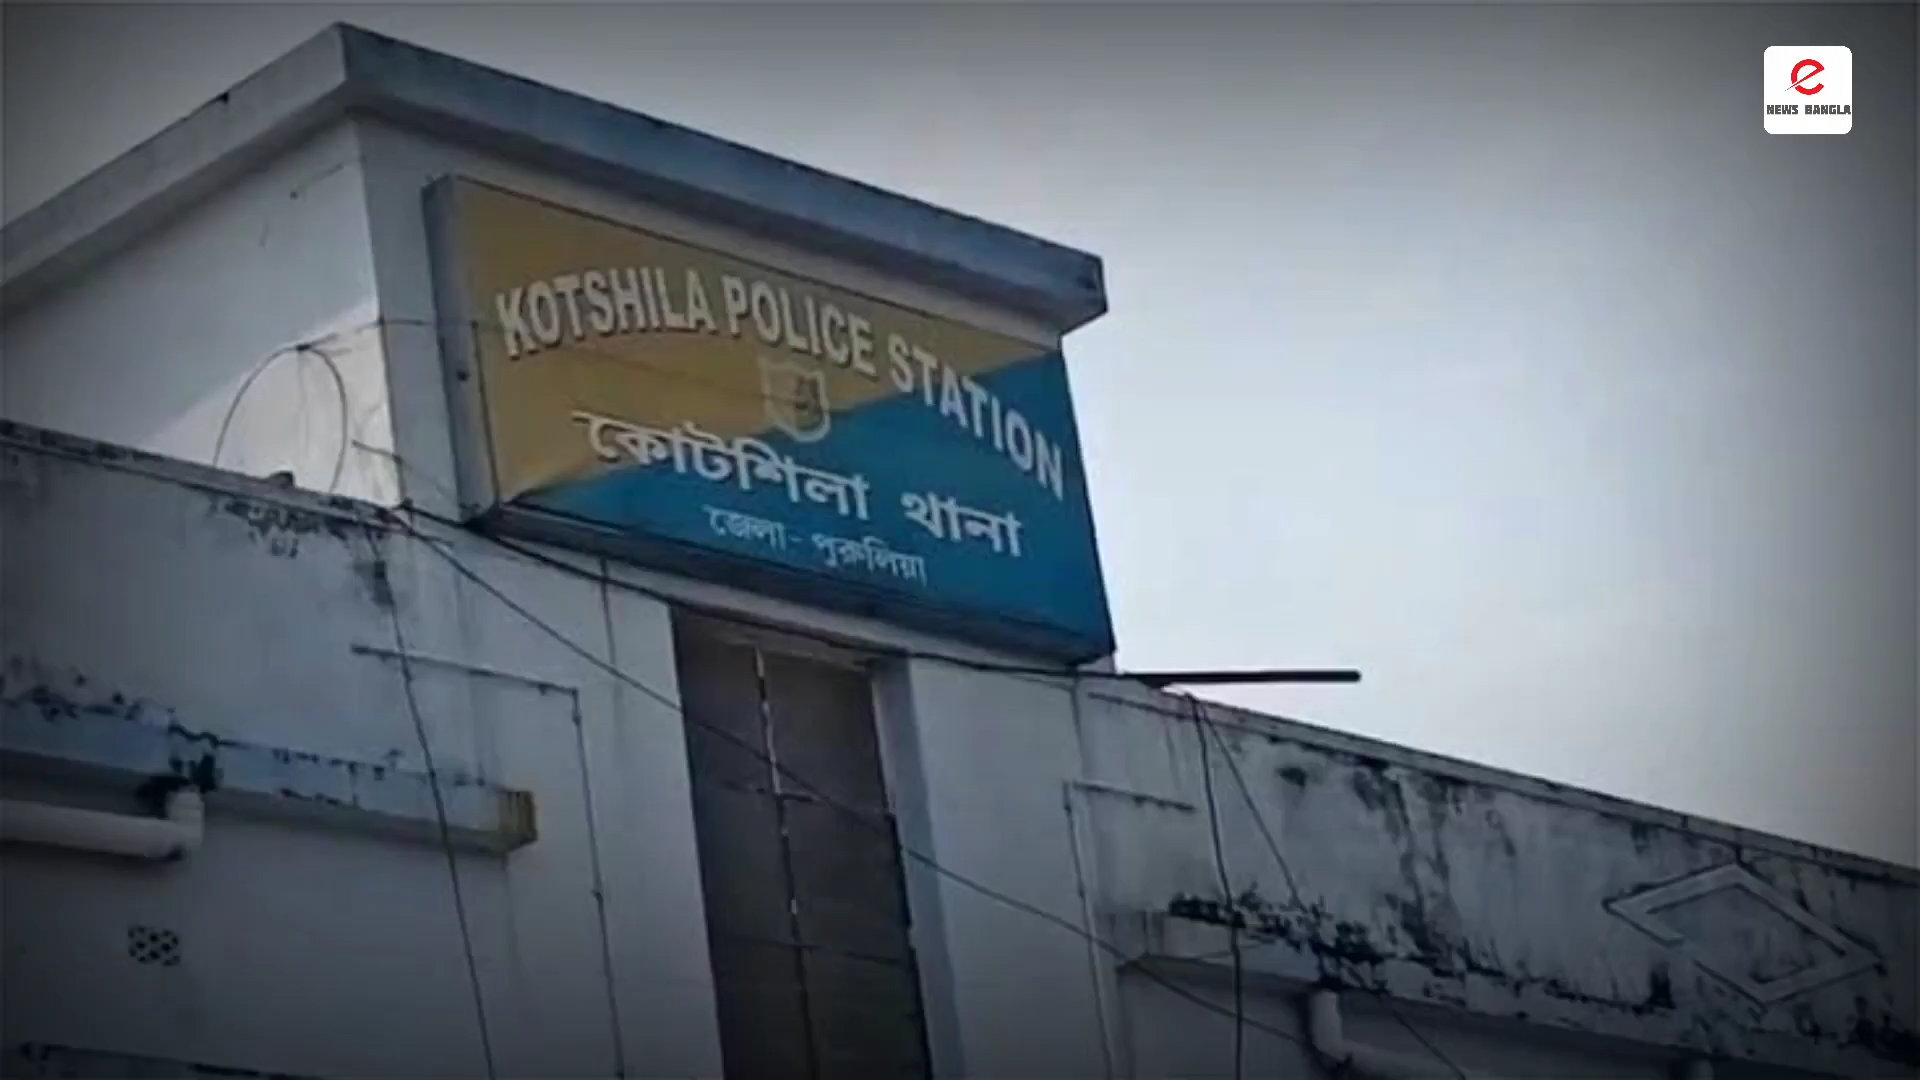 NEWS BANGLA
KOTSHILA POLICE STATION
কোটশিলা থানা
জেলা - পুরুলিয়া